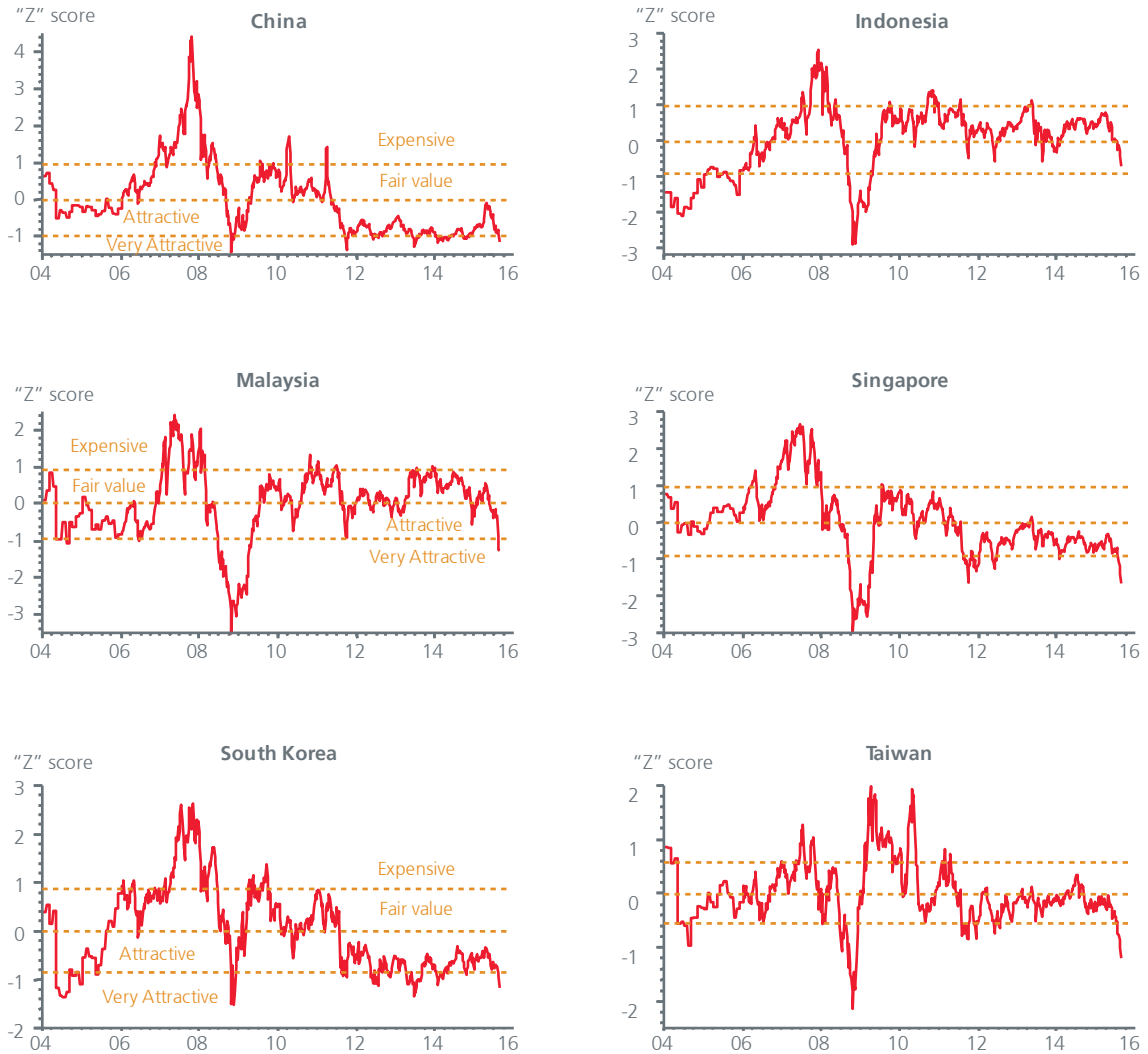 “Z” score
China
4
3
2
1
0
-1
Expensive
Fair value
Attractive
Very Attractive
04 06 08 10 12 14 16
“Z” score
Indonesia
3
2
1
0
-1
-2
-3
04 06 08 10 12 14 16
“Z” score
Malaysia
2
1
0
-1
-2
-3
Expensive
Fair value
Attractive
Very Attractive
04 06 08 10 12 14 16
“Z” score
Singapore
3
2
1
0
-1
-2
-3
04 06 08 10 12 14 16
“Z” score
South Korea
3
2
1
0
-1
-2
Expensive
Fair value
Attractive
Very Attractive
04 06 08 10 12 14 16
“Z” score
Taiwan
2
1
0
-1
-2
04 06 08 10 12 14 16